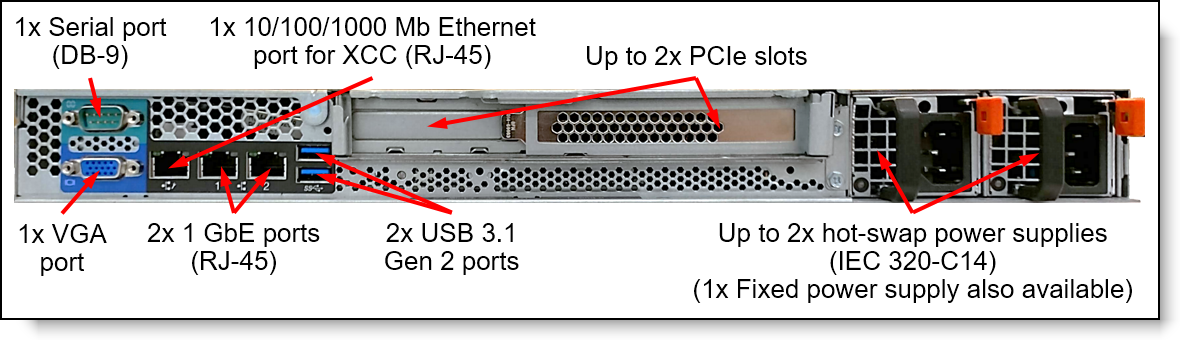 1x Serial port
(DB-9)
1x 10/100/1000 Mb Ethernet
port for XCC (RJ-45)
Up to 2x PCIe slots
1
2
1x VGA
port
2x 1 GbE ports
(RJ-45)
2x USB 3.1
Gen 2 ports
Up to 2x hot-swap power supplies
(IEC 320-C14)
(1x Fixed power supply also available)